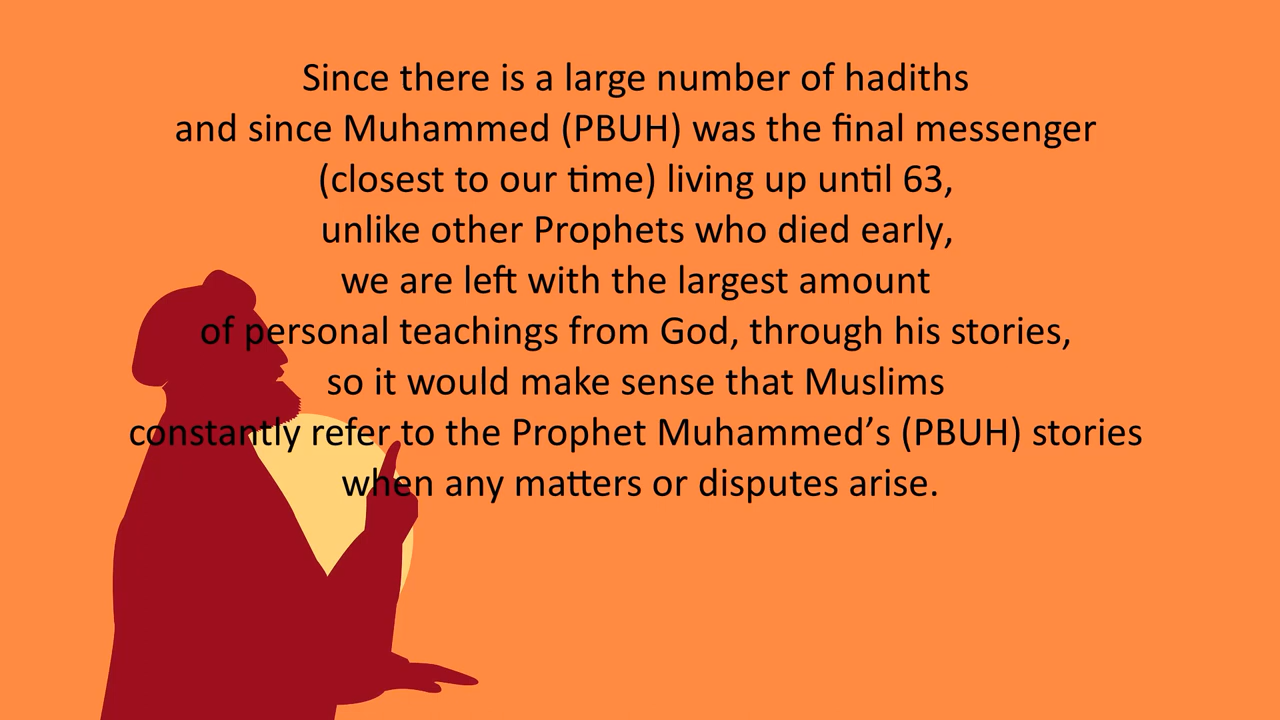 Since there is a large number of hadiths
and since Muhammed (PBUH) was the final messenger
(closest to our time) living up until 63,
unlike other Prophets who died early,
we are left with the largest amount
of personal teachings from God, through his stories,
so it would make sense that Muslims
constantly refer to the Prophet Muhammed’s (PBUH) stories
when any matters or disputes arise.